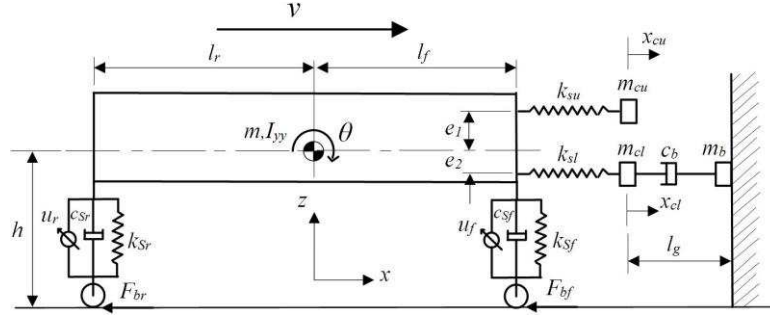 v
l_r l_f x_cu
k_su m_cu
m,I_yy θ e_1
e_2 k_sl m_cl c_b m_b
h u_r c_Sr k_Sr z u_f c_Sf k_Sf x_cl
l_g
x
F_br F_bf